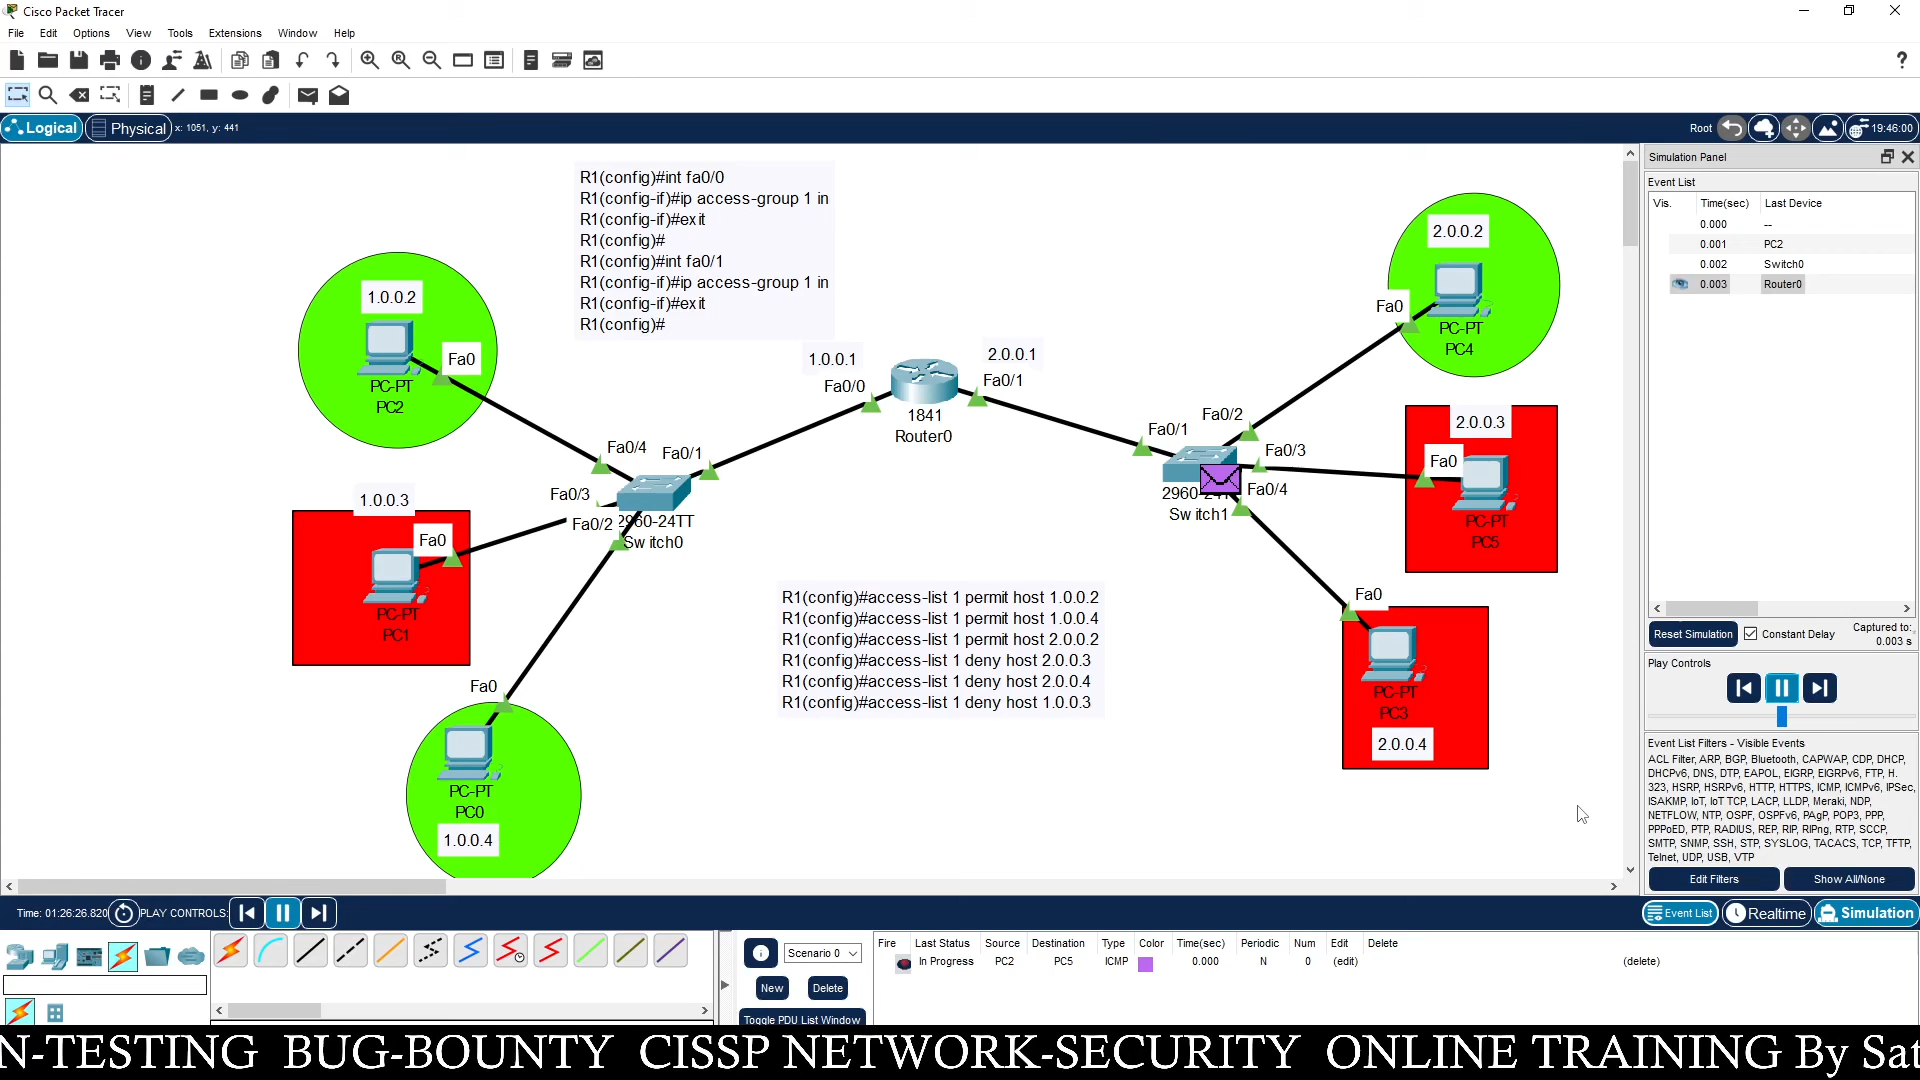 Cisco Packet Tracer
File Edit Options View Tools Extensions Window Help
?
Logical Physical x: 1051, y: 441
Root 19:46:00
R1(config)#int fa0/0
R1(config-if)#ip access-group 1 in
R1(config-if)#exit
R1(config)#
R1(config)#int fa0/1
R1(config-if)#ip access-group 1 in
R1(config-if)#exit
R1(config)#
1.0.0.2
Fa0
PC-PT
PC2
1.0.0.3
Fa0
PC-PT
PC1
Fa0
PC-PT
PC0
1.0.0.4
Fa0/4
Fa0/1
Fa0/3
Fa0/2
2960-24TT
Switch0
1.0.0.1
Fa0/0
2.0.0.1
Fa0/1
1841
Router0
Fa0/1
Fa0/2
Fa0/3
Fa0/4
2960-24TT
Switch1
2.0.0.2
Fa0
PC-PT
PC4
2.0.0.3
Fa0
PC-PT
PC5
Fa0
PC-PT
PC3
2.0.0.4
R1(config)#access-list 1 permit host 1.0.0.2
R1(config)#access-list 1 permit host 1.0.0.4
R1(config)#access-list 1 permit host 2.0.0.2
R1(config)#access-list 1 deny host 2.0.0.3
R1(config)#access-list 1 deny host 2.0.0.4
R1(config)#access-list 1 deny host 1.0.0.3
Simulation Panel
Event List
Vis. Time(sec) Last Device
0.000 --
0.001 PC2
0.002 Switch0
0.003 Router0
Reset Simulation Constant Delay Captured to:
0.003 s
Play Controls
Event List Filters - Visible Events
ACL Filter, ARP, BGP, Bluetooth, CAPWAP, CDP, DHCP,
DHCPv6, DNS, DTP, EAPOL, EIGRP, EIGRPv6, FTP, H.
323, HSRP, HSRPv6, HTTP, HTTPS, ICMP, ICMPv6, IPSec,
ISAKMP, IoT, IoT TCP, LACP, LLDP, Meraki, NDP,
NETFLOW, NTP, OSPF, OSPFv6, PAgP, POP3, PPP,
PPPoED, PTP, RADIUS, REP, RIP, RIPng, RTP, SCCP,
SMTP, SNMP, SSH, STP, SYSLOG, TACACS, TCP, TFTP,
Telnet, UDP, USB, VTP
Edit Filters Show All/None
Time: 01:26:26.820 PLAY CONTROLS:
Event List Realtime Simulation
Scenario 0
New Delete
Toggle PDU List Window
Fire Last Status Source Destination Type Color Time(sec) Periodic Num Edit Delete
In Progress PC2 PC5 ICMP 0.000 N 0 (edit) (delete)
N-TESTING BUG-BOUNTY CISSP NETWORK-SECURITY ONLINE TRAINING By Sat